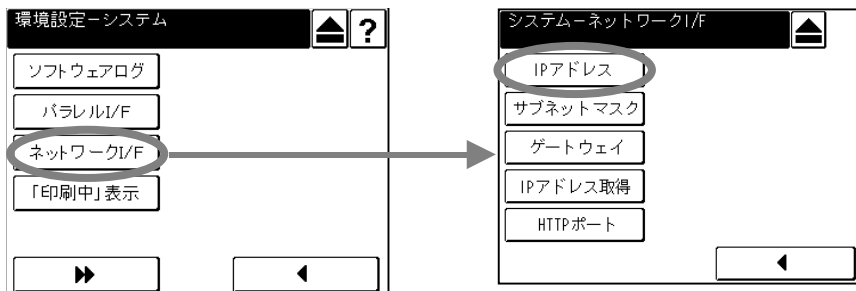 環境設定−システム
?
ソフトウェアログ
パラレルI/F
ネットワークI/F
「印刷中」表示
システム−ネットワークI/F
IPアドレス
サブネットマスク
ゲートウェイ
IPアドレス取得
HTTPポート